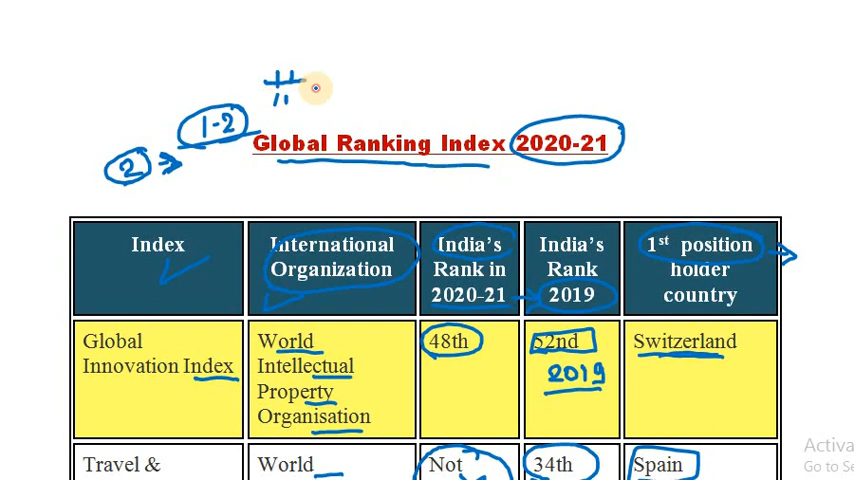 1-2
Global Ranking Index 2020-21
2
Index
International
Organization
India's
Rank in
2020-21
India's
Rank
2019
1st position
holder
country
Global
Innovation Index
World
Intellectual
Property
Organisation
48th
52nd
2019
Switzerland
Travel &
World
Not
34th
Spain
Activa
Go to Se